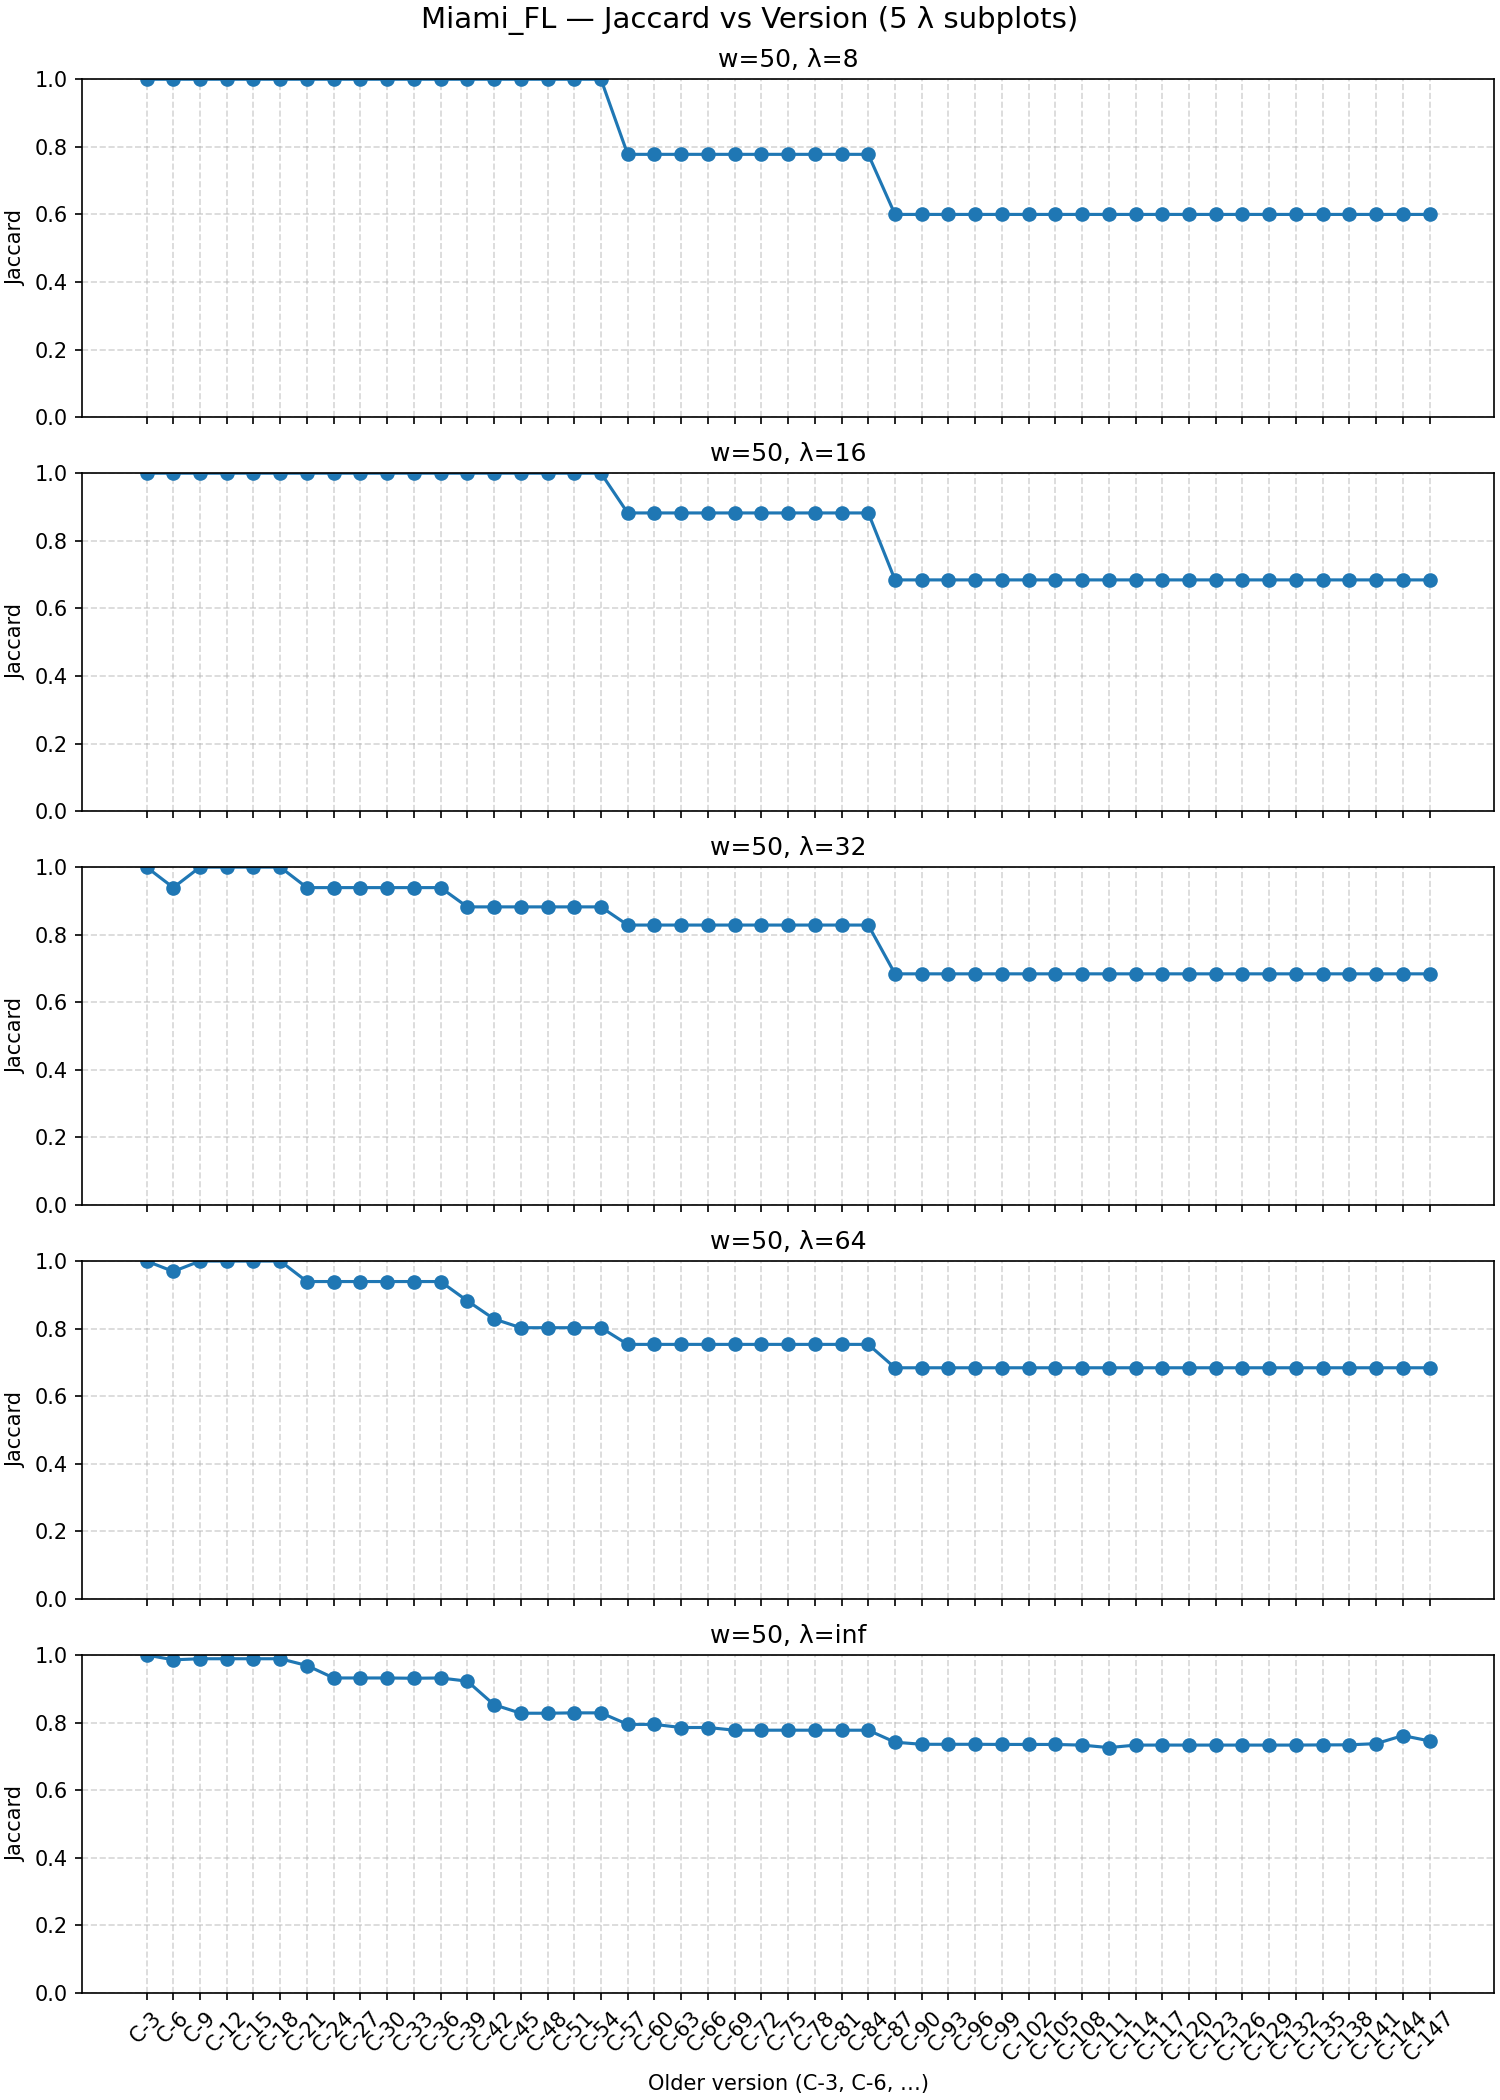 Miami_FL — Jaccard vs Version (5 λ subplots)
w=50, λ=8
1.0
0.8
0.6
0.4
0.2
0.0
Jaccard
w=50, λ=16
1.0
0.8
0.6
0.4
0.2
0.0
Jaccard
w=50, λ=32
1.0
0.8
0.6
0.4
0.2
0.0
Jaccard
w=50, λ=64
1.0
0.8
0.6
0.4
0.2
0.0
Jaccard
w=50, λ=inf
1.0
0.8
0.6
0.4
0.2
0.0
Jaccard
C-3
C-6
C-9
C-12
C-15
C-18
C-21
C-24
C-27
C-30
C-33
C-36
C-39
C-42
C-45
C-48
C-51
C-54
C-57
C-60
C-63
C-66
C-69
C-72
C-75
C-78
C-81
C-84
C-87
C-90
C-93
C-96
C-99
C-102
C-105
C-108
C-111
C-114
C-117
C-120
C-123
C-126
C-129
C-132
C-135
C-138
C-141
C-144
C-147
Older version (C-3, C-6, ...)